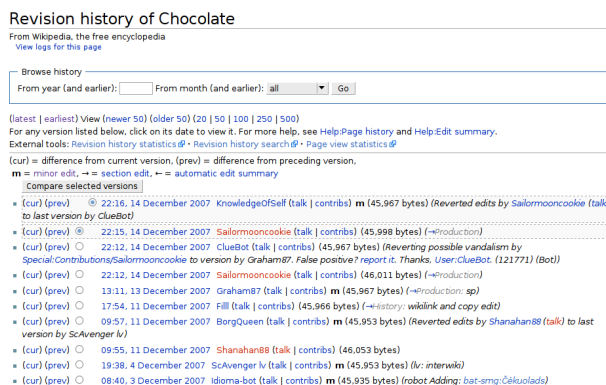 Revision history of Chocolate
From Wikipedia, the free encyclopedia
View logs for this page
Browse history
From year (and earlier): From month (and earlier): all Go
(latest | earliest) View (newer 50) (older 50) (20 | 50 | 100 | 250 | 500)
For any version listed below, click on its date to view it. For more help, see Help:Page history and Help:Edit summary.
External tools: Revision history statistics · Revision history search · Page view statistics
(cur) = difference from current version, (prev) = difference from preceding version,
m = minor edit, → = section edit, ← = automatic edit summary
Compare selected versions
(cur) (prev) 22:16, 14 December 2007 KnowledgeOfSelf (talk | contribs) m (45,967 bytes) (Reverted edits by Sailormooncookie (talk
to last version by ClueBot)
(cur) (prev) 22:15, 14 December 2007 Sailormooncookie (talk | contribs) (45,998 bytes) (→Production)
(cur) (prev) 22:12, 14 December 2007 ClueBot (talk | contribs) (45,967 bytes) (Reverting possible vandalism by
Special:Contributions/Sailormooncookie to version by Graham87. False positive? report it. Thanks, User:ClueBot. (121771) (Bot))
(cur) (prev) 22:12, 14 December 2007 Sailormooncookie (talk | contribs) (46,011 bytes) (→Production)
(cur) (prev) 13:11, 13 December 2007 Graham87 (talk | contribs) m (45,967 bytes) (→Production: sp)
(cur) (prev) 17:54, 11 December 2007 Filll (talk | contribs) (45,966 bytes) (→History: wikilink and copy edit)
(cur) (prev) 09:57, 11 December 2007 BorgQueen (talk | contribs) m (45,953 bytes) (Reverted edits by Shanahan88 (talk) to last
version by ScAvenger lv)
(cur) (prev) 09:55, 11 December 2007 Shanahan88 (talk | contribs) (46,053 bytes)
(cur) (prev) 19:38, 4 December 2007 ScAvenger lv (talk | contribs) m (45,953 bytes) (lv: interwiki)
(cur) (prev) 08:40, 3 December 2007 Idioma-bot (talk | contribs) m (45,935 bytes) (robot Adding: bat-smg:Čėkuolads)